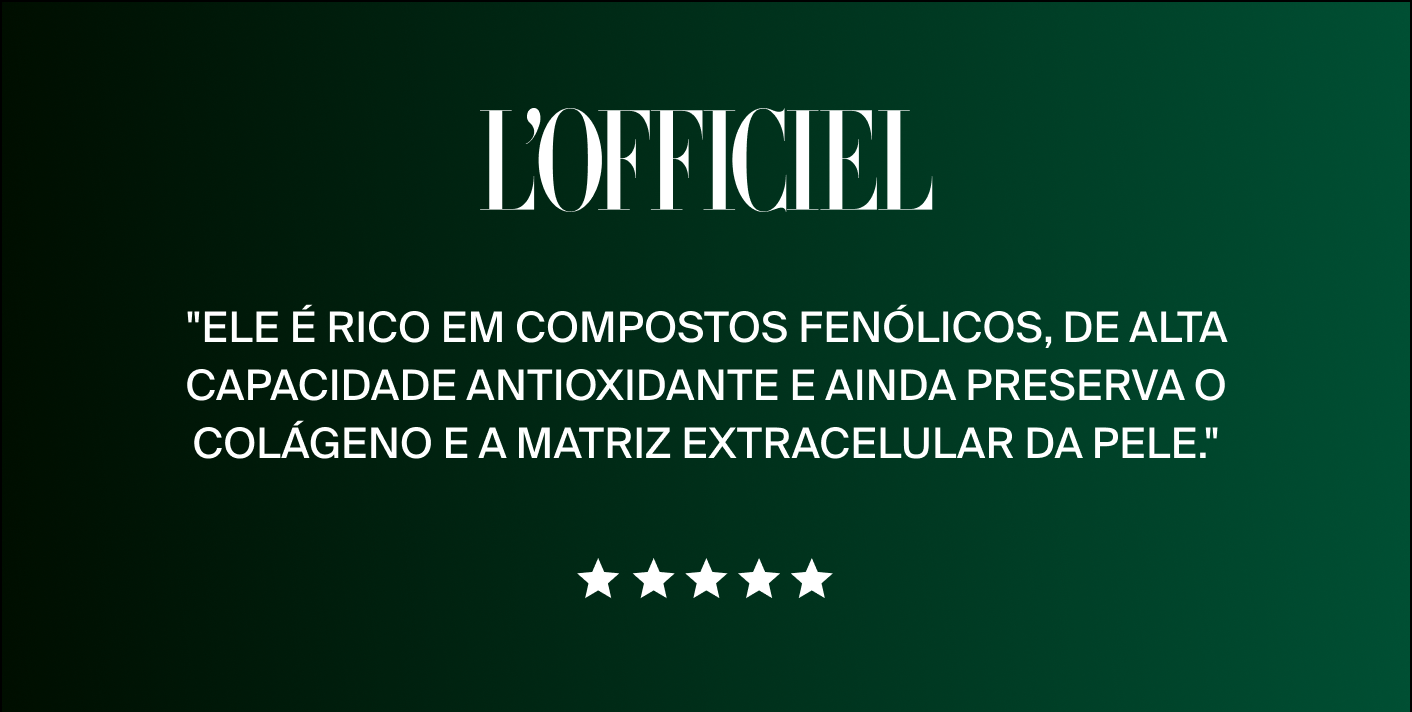 L'OFFICIEL
"ELE É RICO EM COMPOSTOS FENÓLICOS, DE ALTA
CAPACIDADE ANTIOXIDANTE E AINDA PRESERVA O
COLÁGENO E A MATRIZ EXTRACELULAR DA PELE."